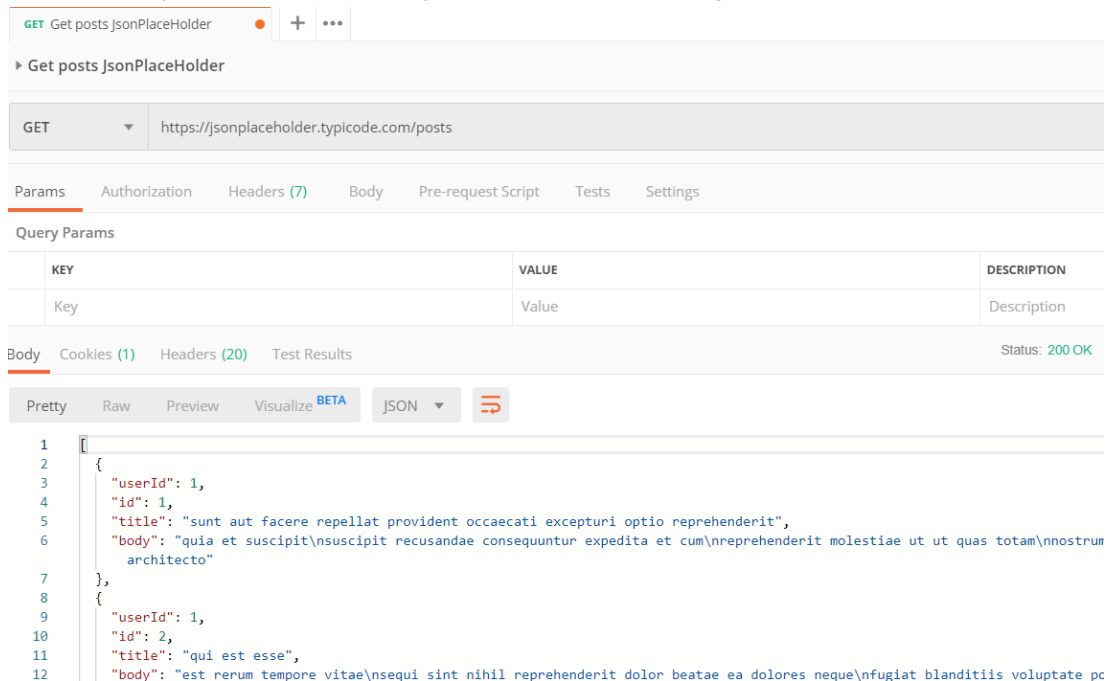 GET Get posts JsonPlaceHolder + •••
Get posts JsonPlaceHolder
GET https://jsonplaceholder.typicode.com/posts
Params Authorization Headers (7) Body Pre-request Script Tests Settings
Query Params
KEY VALUE DESCRIPTION
Key Value Description
Body Cookies (1) Headers (20) Test Results Status: 200 OK
Pretty Raw Preview Visualize BETA JSON
1 [
2 {
3 "userId": 1,
4 "id": 1,
5 "title": "sunt aut facere repellat provident occaecati excepturi optio reprehenderit",
6 "body": "quia et suscipit\nsuscipit recusandae consequuntur expedita et cum\nreprehenderit molestiae ut ut quas totam\nnostrum
architecto"
7 },
8 {
9 "userId": 1,
10 "id": 2,
11 "title": "qui est esse",
12 "body": "est rerum tempore vitae\nsequi sint nihil reprehenderit dolor beatae ea dolores neque\nfugiat blanditiis voluptate po